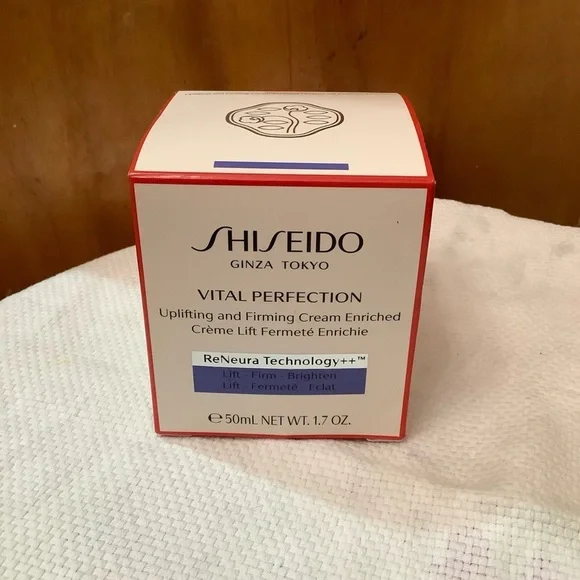 SHISEIDO
GINZA TOKYO
VITAL PERFECTION
Uplifting and Firming Cream Enriched
Crème Lift Fermeté Enrichie
ReNeura Technology++™
Lift - Firm - Brighten
Lift - Fermeté - Eclat
℮ 50mL NET WT. 1.7 OZ.